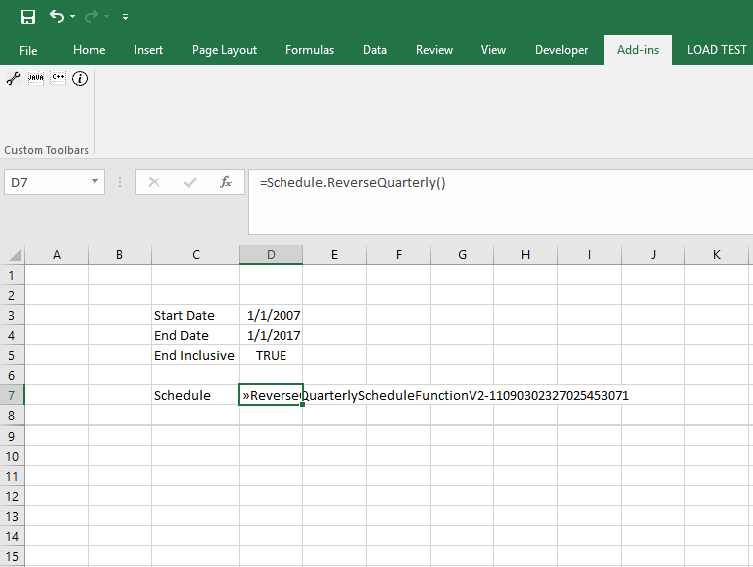 File Home Insert Page Layout Formulas Data Review View Developer Add-ins LOAD TEST
JAVA C++ i
Custom Toolbars
D7 fx =Schedule.ReverseQuarterly()
A B C D E F G H I J K
1
2
3 Start Date 1/1/2007
4 End Date 1/1/2017
5 End Inclusive TRUE
6
7 Schedule »ReverseQuarterlyScheduleFunctionV2-11090302327025453071
8
9
10
11
12
13
14
15